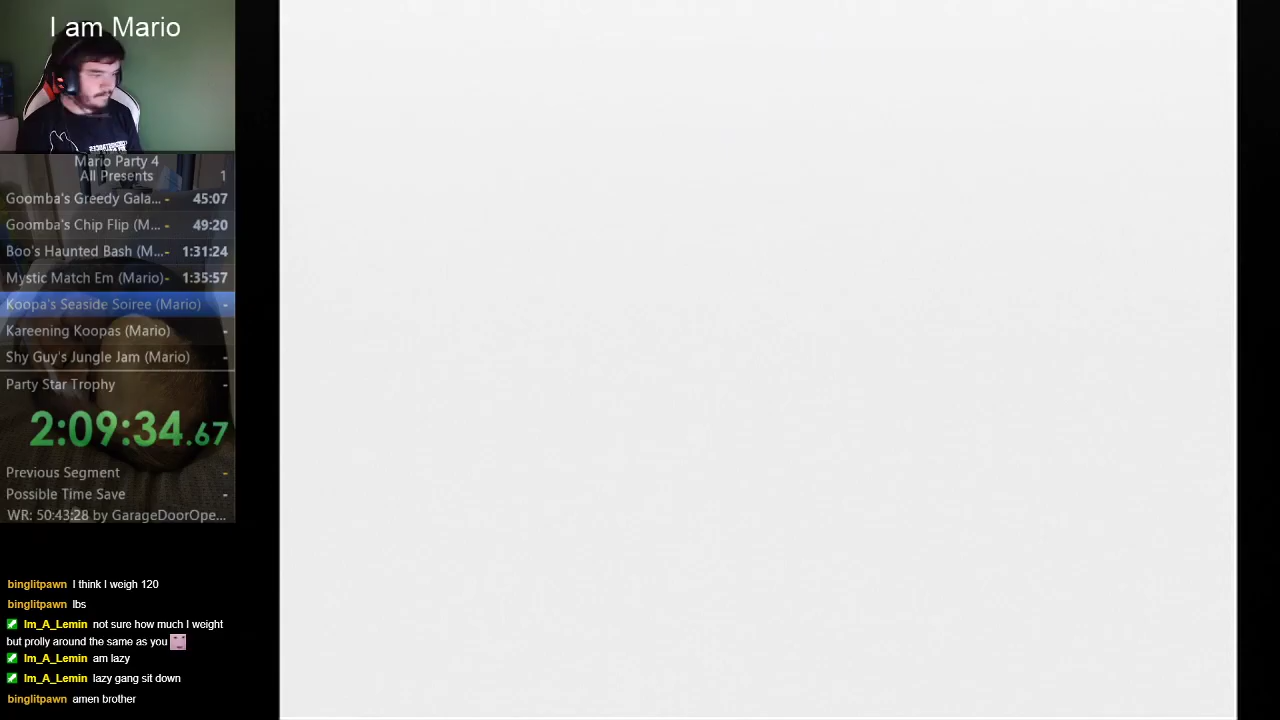 I am Mario
Mario Party 4
All Presents 1
Goomba's Greedy Gala... - 45:07
Goomba's Chip Flip (M... - 49:20
Boo's Haunted Bash (M... - 1:31:24
Mystic Match Em (Mario) - 1:35:57
Koopa's Seaside Soiree (Mario) -
Kareening Koopas (Mario) -
Shy Guy's Jungle Jam (Mario) -
Party Star Trophy -
2:09:34.67
Previous Segment -
Possible Time Save -
WR: 50:43:28 by GarageDoorOpe...
binglitpawn I think I weigh 120
binglitpawn lbs
Im_A_Lemin not sure how much I weight
but prolly around the same as you
Im_A_Lemin am lazy
Im_A_Lemin lazy gang sit down
binglitpawn amen brother